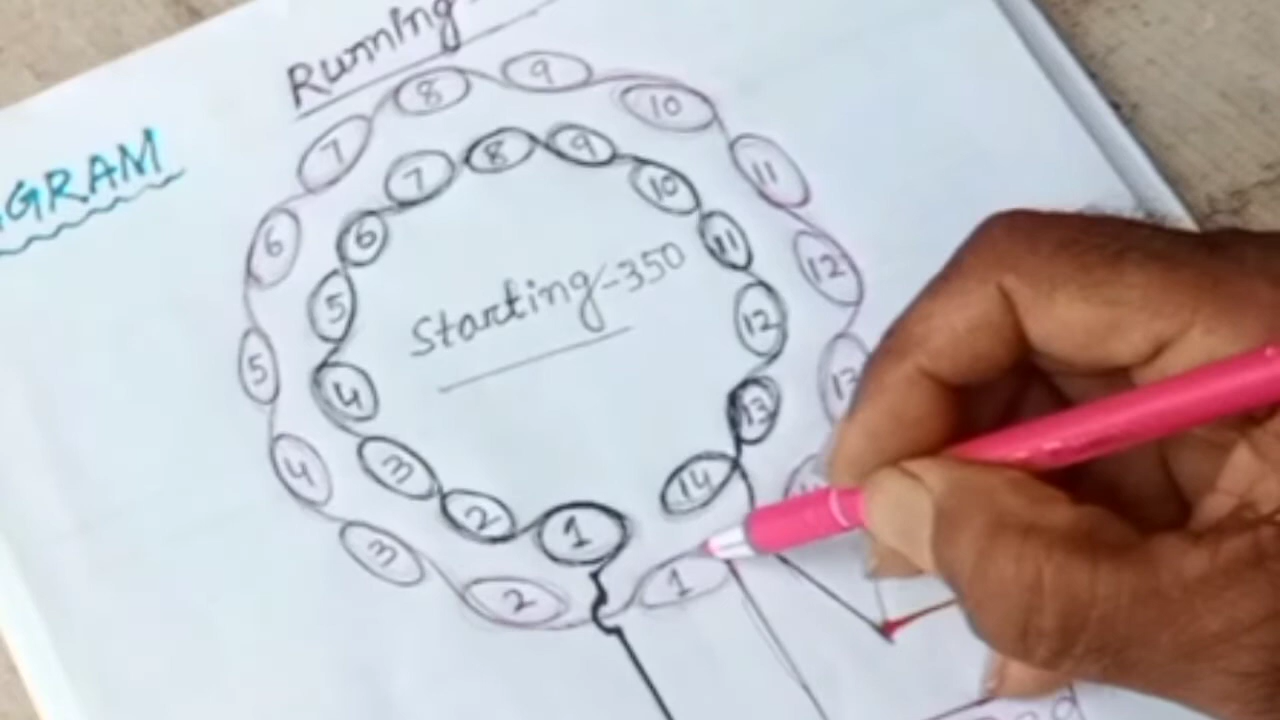 Running-
GRAM
8 9
7 10
8 9
7 10 11
6 6 11 12
5 Starting-350 12
5 4 13 13
4 3 14
2 1
3 1
2